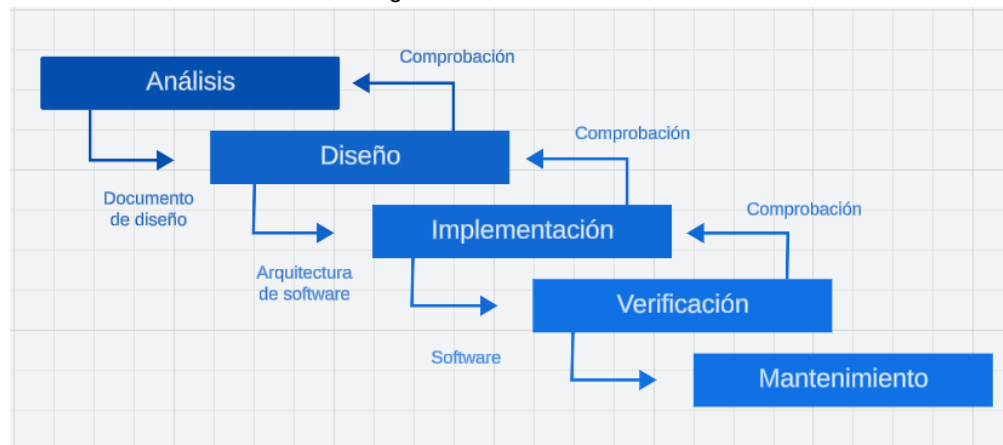 Comprobación
Análisis
Comprobación
Diseño
Documento
de diseño
Comprobación
Implementación
Arquitectura
de software
Verificación
Software
Mantenimiento